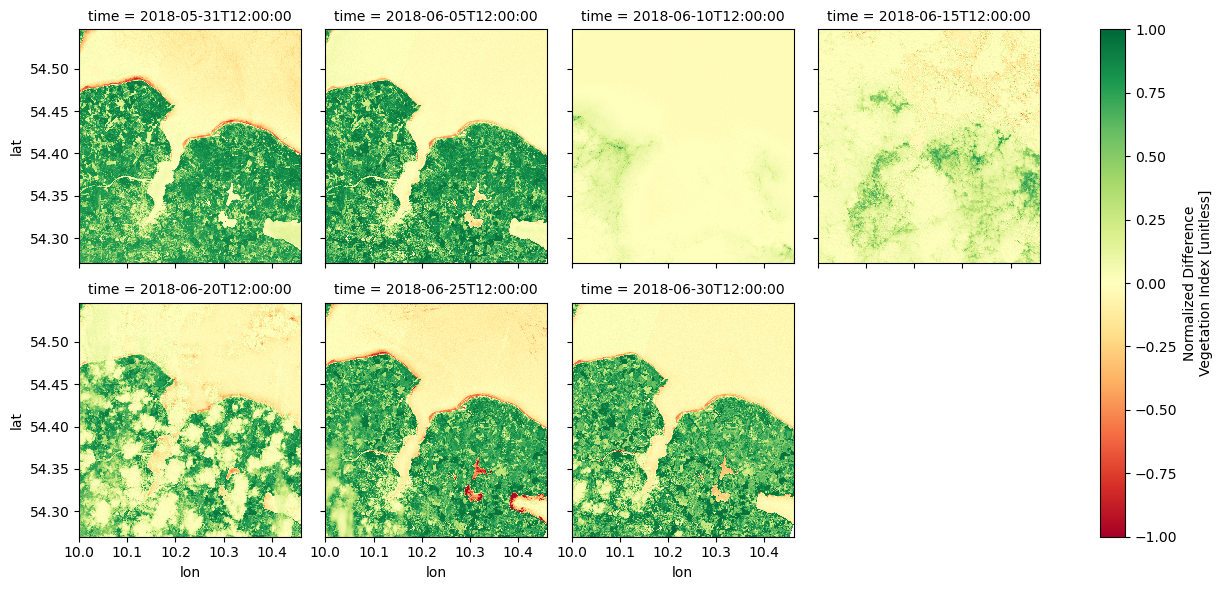 time = 2018-05-31T12:00:00
time = 2018-06-05T12:00:00
time = 2018-06-10T12:00:00
time = 2018-06-15T12:00:00
54.50
54.45
54.40
54.35
54.30
lat
time = 2018-06-20T12:00:00
time = 2018-06-25T12:00:00
time = 2018-06-30T12:00:00
54.50
54.45
54.40
54.35
54.30
lat
10.0 10.1 10.2 10.3 10.4
lon
10.0 10.1 10.2 10.3 10.4
lon
10.0 10.1 10.2 10.3 10.4
lon
1.00
0.75
0.50
0.25
0.00
−0.25
−0.50
−0.75
−1.00
Normalized Difference
Vegetation Index [unitless]